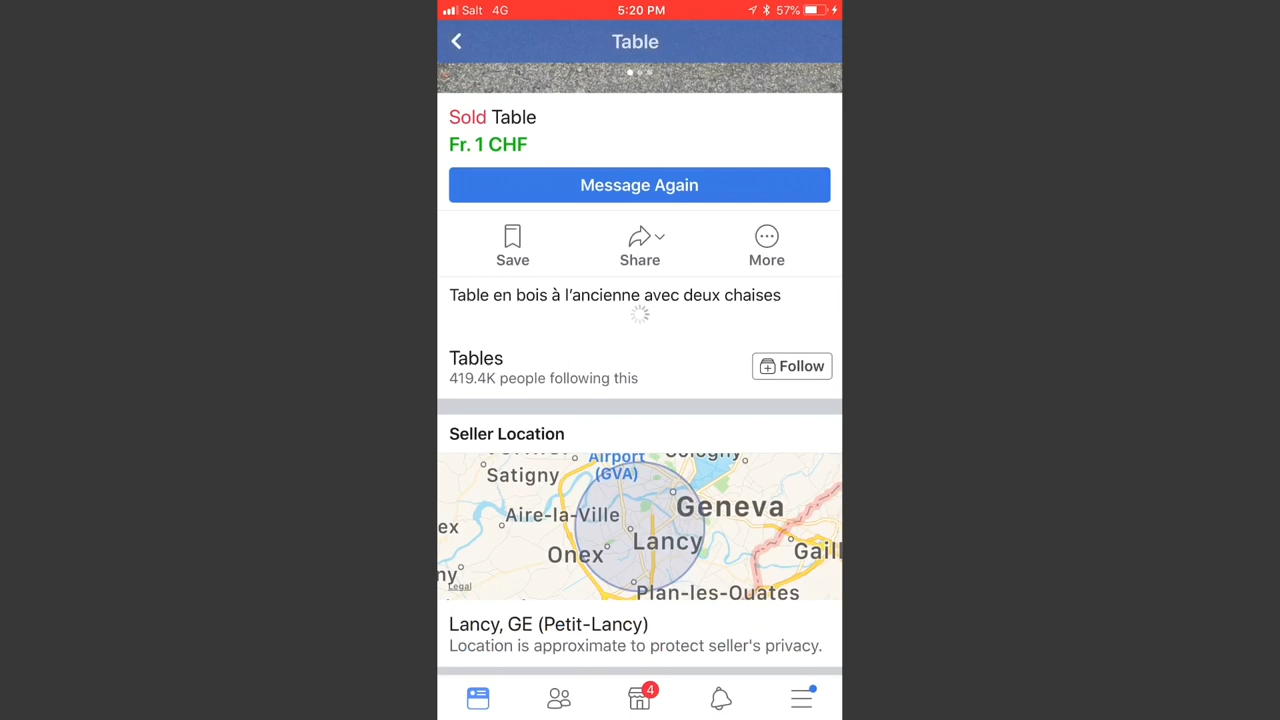 Salt 4G 5:20 PM 57%
Table
Sold Table
Fr. 1 CHF
Message Again
Save Share More
Table en bois à l’ancienne avec deux chaises
Tables
419.4K people following this
Follow
Seller Location
Airport
(GVA)
Satigny
Geneva
Aire-la-Ville
Lancy
Onex
Plan-les-Ouates
Legal
Lancy, GE (Petit-Lancy)
Location is approximate to protect seller's privacy.
4